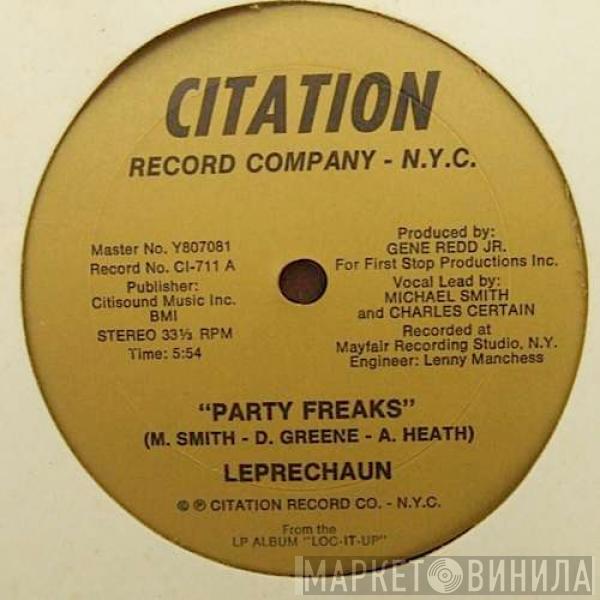 CITATION
RECORD COMPANY - N.Y.C.
Master No. Y807081
Record No. CI-711 A
Publisher:
Citisound Music Inc.
BMI
STEREO 33⅓ RPM
Time: 5:54
Produced by:
GENE REDD JR.
For First Stop Productions Inc.
Vocal Lead by:
MICHAEL SMITH
and CHARLES CERTAIN
Recorded at
Mayfair Recording Studio, N.Y.
Engineer: Lenny Manchess
"PARTY FREAKS"
(M. SMITH - D. GREENE - A. HEATH)
LEPRECHAUN
© ℗ CITATION RECORD CO. - N.Y.C.
From the
LP ALBUM "LOC-IT-UP"
МАРКЕТ ВИНИЛА